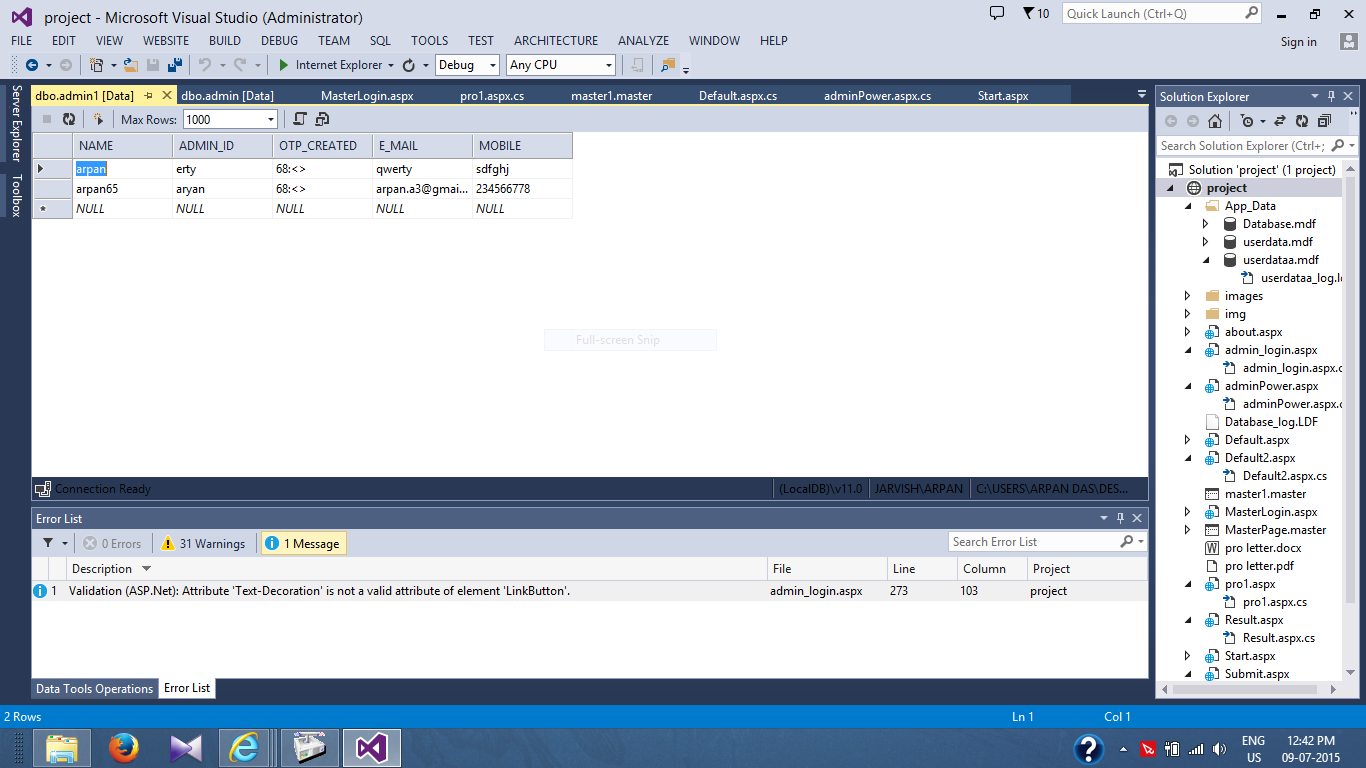 project - Microsoft Visual Studio (Administrator)
10
Quick Launch (Ctrl+Q)
FILE EDIT VIEW WEBSITE BUILD DEBUG TEAM SQL TOOLS TEST ARCHITECTURE ANALYZE WINDOW HELP
Sign in
Internet Explorer Debug Any CPU
Server Explorer
Toolbox
dbo.admin1 [Data] dbo.admin [Data] MasterLogin.aspx pro1.aspx.cs master1.master Default.aspx.cs adminPower.aspx.cs Start.aspx
Max Rows: 1000
NAME ADMIN_ID OTP_CREATED E_MAIL MOBILE
arpan erty 68:<> qwerty sdfghj
arpan65 aryan 68:<> arpan.a3@gmai... 234566778
NULL NULL NULL NULL NULL
Full-screen Snip
Connection Ready
(LocalDB)\v11.0 JARVISH\ARPAN C:\USERS\ARPAN DAS\DES...
Error List
0 Errors 31 Warnings 1 Message
Search Error List
Description File Line Column Project
1 Validation (ASP.Net): Attribute 'Text-Decoration' is not a valid attribute of element 'LinkButton'. admin_login.aspx 273 103 project
Data Tools Operations Error List
Solution Explorer
Search Solution Explorer (Ctrl+;
Solution 'project' (1 project)
project
App_Data
Database.mdf
userdata.mdf
userdataa.mdf
userdataa_log.l
images
img
about.aspx
admin_login.aspx
admin_login.aspx.c
adminPower.aspx
adminPower.aspx.c
Database_log.LDF
Default.aspx
Default2.aspx
Default2.aspx.cs
master1.master
MasterLogin.aspx
MasterPage.master
pro letter.docx
pro letter.pdf
pro1.aspx
pro1.aspx.cs
Result.aspx
Result.aspx.cs
Start.aspx
Submit.aspx
2 Rows
Ln 1
Col 1
ENG
US
12:42 PM
09-07-2015